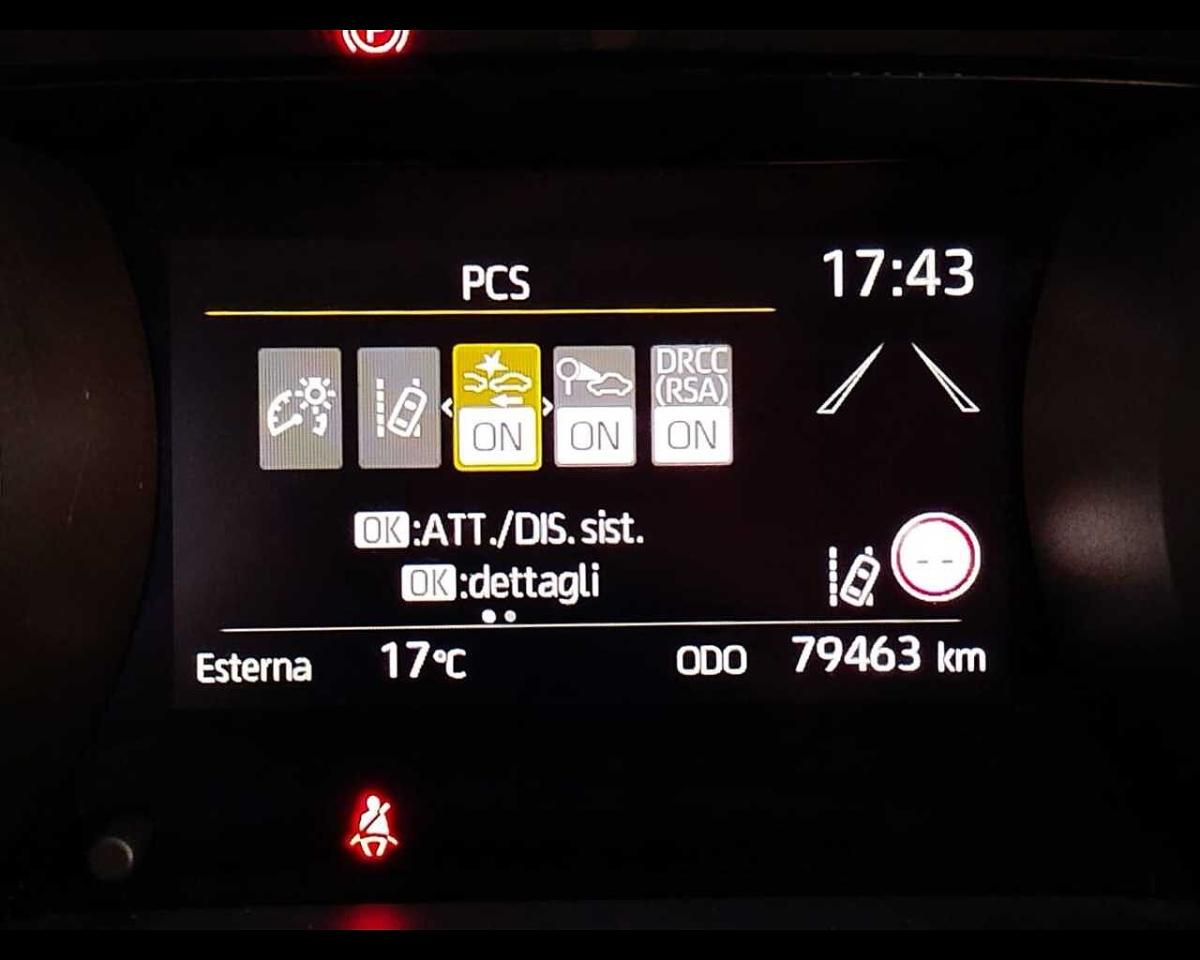 P
PCS
17:43
DRCC
(RSA)
ON
ON
ON
OK:ATT./DIS. sist.
OK:dettagli
--
Esterna 17°C
ODO 79463 km